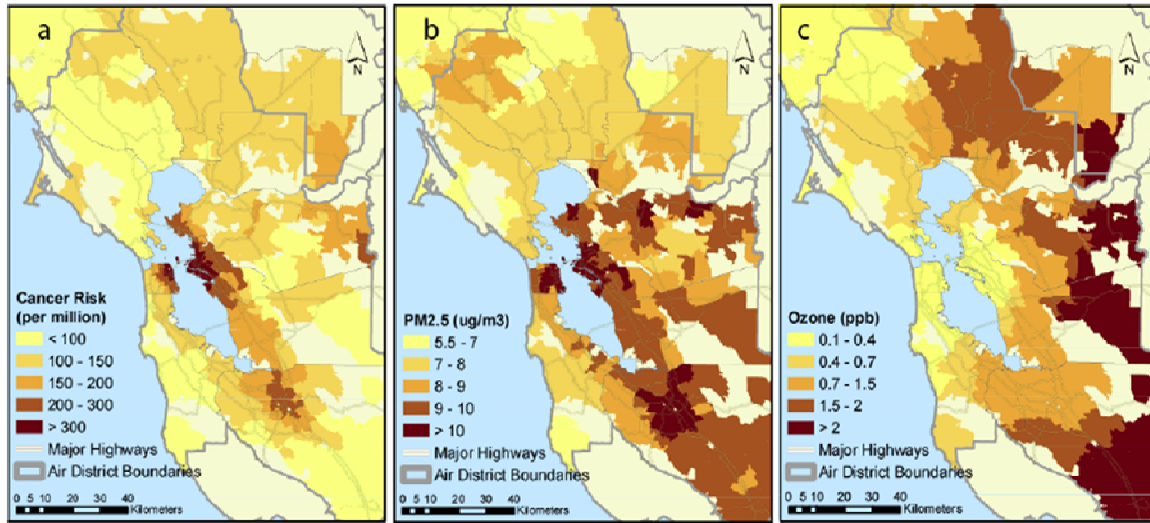 a
N
Cancer Risk
(per million)
< 100
100 - 150
150 - 200
200 - 300
> 300
Major Highways
Air District Boundaries
0 5 10 20 30 40
Kilometers
b
N
PM2.5 (ug/m3)
5.5 - 7
7 - 8
8 - 9
9 - 10
> 10
Major Highways
Air District Boundaries
0 5 10 20 30 40
Kilometers
c
N
Ozone (ppb)
0.1 - 0.4
0.4 - 0.7
0.7 - 1.5
1.5 - 2
> 2
Major Highways
Air District Boundaries
0 5 10 20 30 40
Kilometers